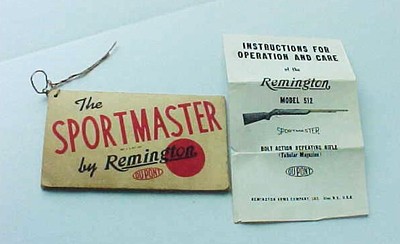 The
SPORTMASTER
by Remington
DUPONT
INSTRUCTIONS FOR
OPERATION AND CARE
of the
Remington
MODEL 512
SPORTMASTER
BOLT ACTION REPEATING RIFLE
(Tubular Magazine)
DUPONT
REMINGTON ARMS COMPANY, INC. Ilion, N.Y. U.S.A.